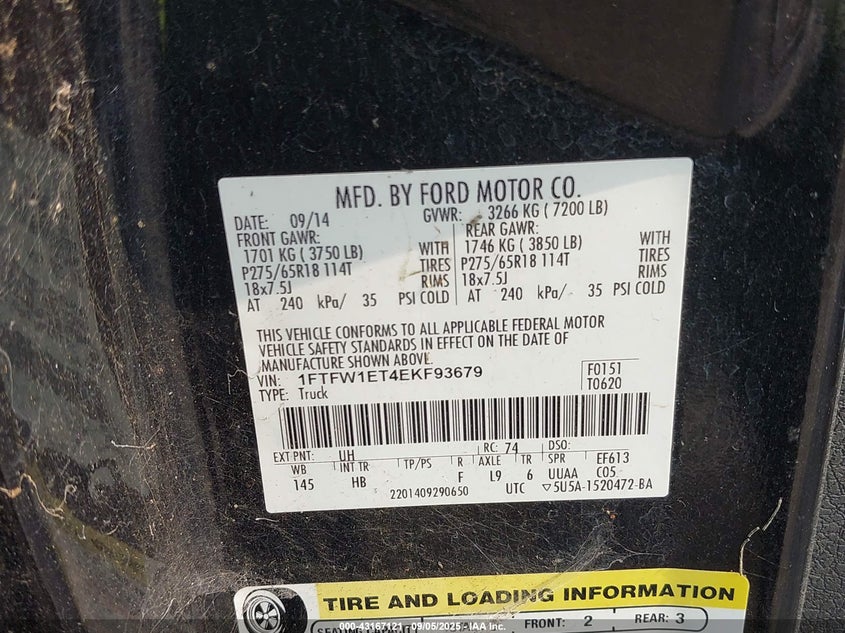 MFD. BY FORD MOTOR CO.
DATE: 09/14 GVWR: 3266 KG ( 7200 LB)
FRONT GAWR: REAR GAWR:
1701 KG ( 3750 LB) WITH 1746 KG ( 3850 LB) WITH
P275/65R18 114T TIRES P275/65R18 114T TIRES
18x7.5J RIMS 18x7.5J RIMS
AT 240 kPa/ 35 PSI COLD AT 240 kPa/ 35 PSI COLD
THIS VEHICLE CONFORMS TO ALL APPLICABLE FEDERAL MOTOR
VEHICLE SAFETY STANDARDS IN EFFECT ON THE DATE OF
MANUFACTURE SHOWN ABOVE.
VIN: 1FTFW1ET4EKF93679 F0151
TYPE: Truck T0620
EXT PNT: UH RC: 74 DSO:
WB INT TR TP/PS R AXLE TR SPR EF613
145 HB F L9 6 UUAA C05
2201409290650 UTC ▽5U5A-1520472-BA
TIRE AND LOADING INFORMATION
SEATING CAPACITY FRONT: 2 REAR: 3
000-43167121 - 09/05/2025 - IAA Inc.